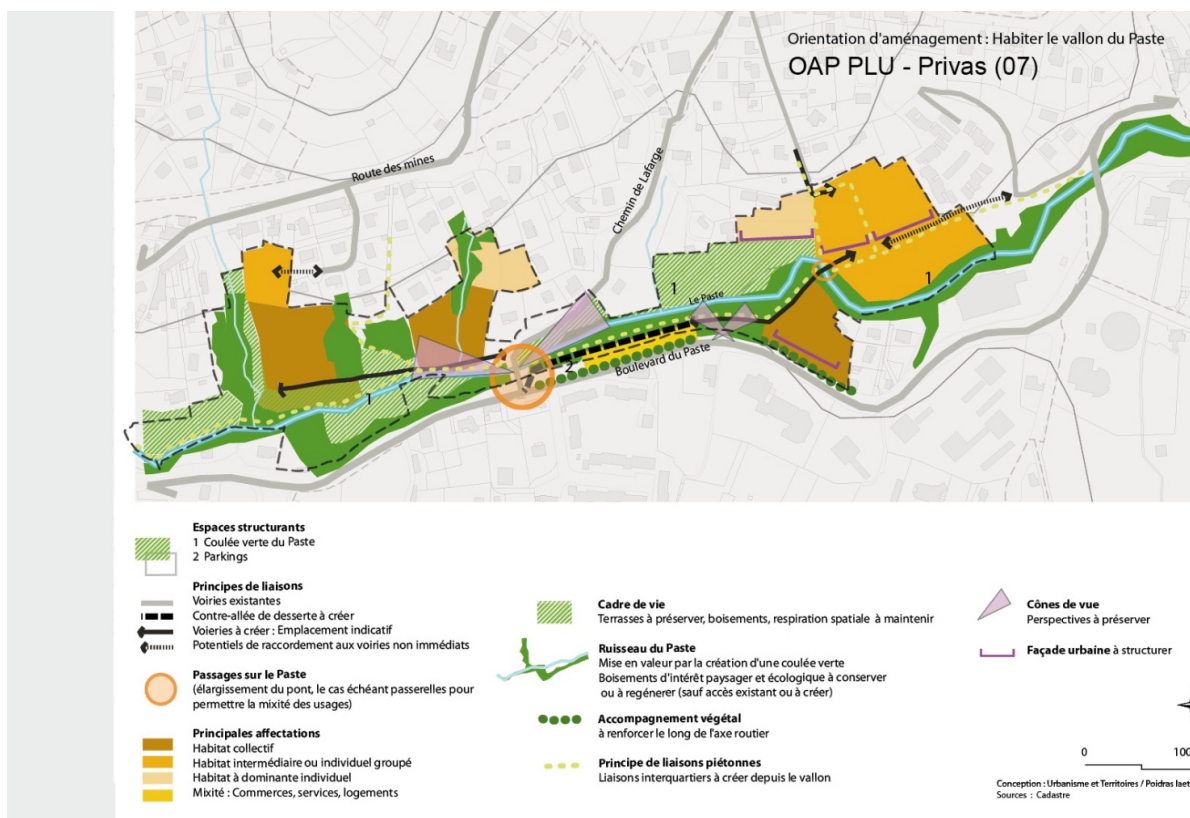 Orientation d'aménagement : Habiter le vallon du Paste
OAP PLU - Privas (07)
Route des mines
Chemin de Lafarge
1
1
Le Paste
2
Boulevard du Paste
1
Espaces structurants
1 Coulée verte du Paste
2 Parkings
Principes de liaisons
Voiries existantes
Contre-allée de desserte à créer
Voieries à créer : Emplacement indicatif
Potentiels de raccordement aux voiries non immédiats
Passages sur le Paste
(élargissement du pont, le cas échéant passerelles pour
permettre la mixité des usages)
Principales affectations
Habitat collectif
Habitat intermédiaire ou individuel groupé
Habitat à dominante individuel
Mixité : Commerces, services, logements
Cadre de vie
Terrasses à préserver, boisements, respiration spatiale à maintenir
Ruisseau du Paste
Mise en valeur par la création d'une coulée verte
Boisements d'intérêt paysager et écologique à conserver
ou à regénerer (sauf accès existant ou à créer)
Accompagnement végétal
à renforcer le long de l'axe routier
Principe de liaisons piétonnes
Liaisons interquartiers à créer depuis le vallon
Cônes de vue
Perspectives à préserver
Façade urbaine à structurer
0 100
Conception : Urbanisme et Territoires / Poidras laet
Sources : Cadastre